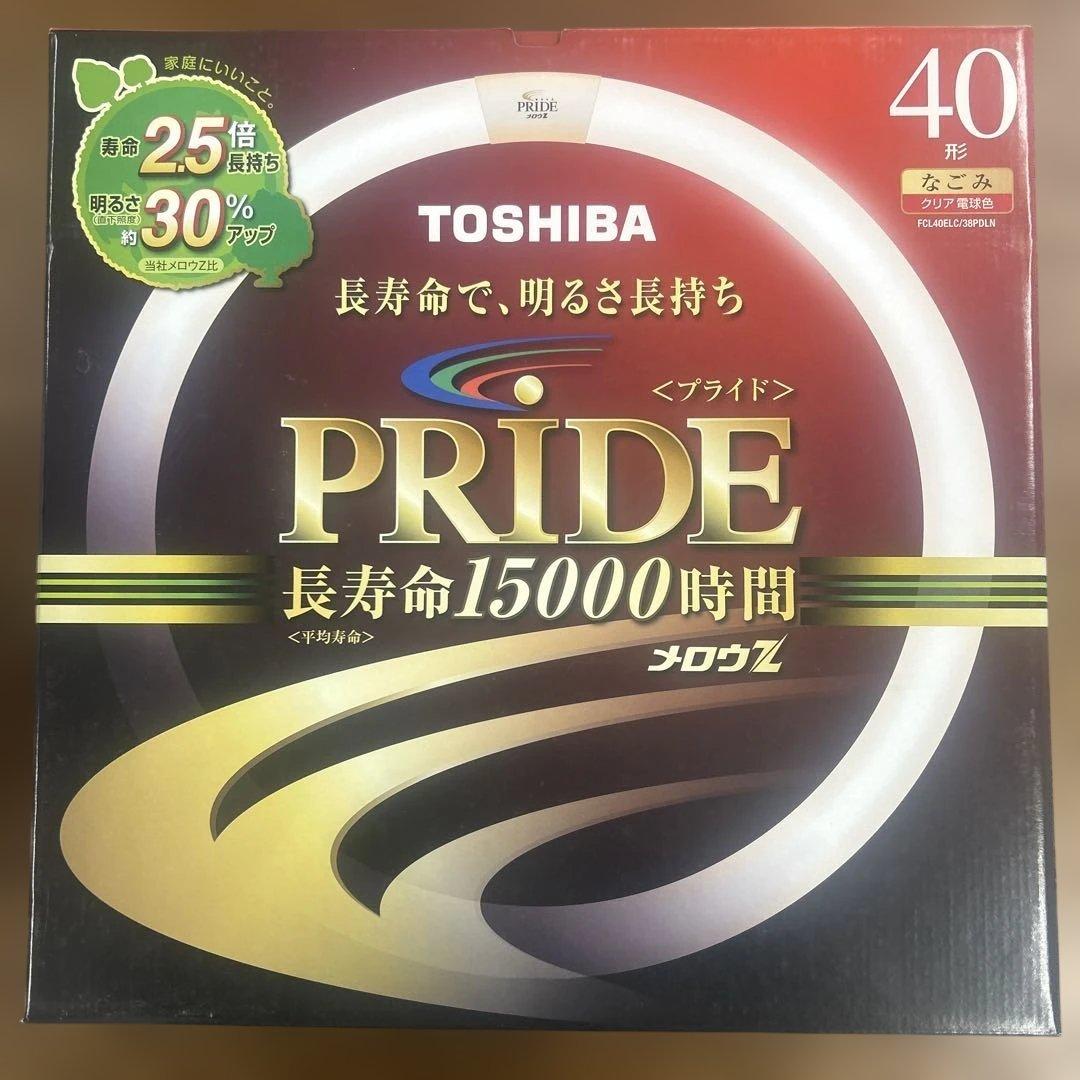 家庭にいいこと。
寿命2.5倍長持ち
明るさ(直下照度)約30%アップ
当社メロウZ比
PRIDE
メロウZ
40
形
なごみ
クリア電球色
FCL40ELC/38PDLN
TOSHIBA
長寿命で、明るさ長持ち
<プライド>
PRIDE
長寿命15000時間
<平均寿命>
メロウZ